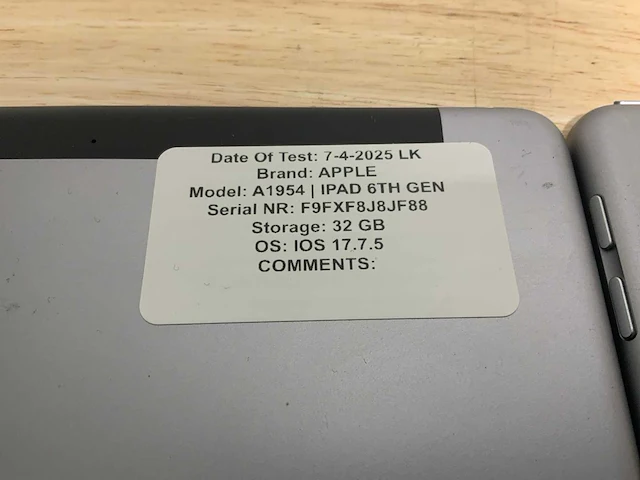 Date Of Test: 7-4-2025 LK
Brand: APPLE
Model: A1954 | IPAD 6TH GEN
Serial NR: F9FXF8J8JF88
Storage: 32 GB
OS: IOS 17.7.5
COMMENTS: